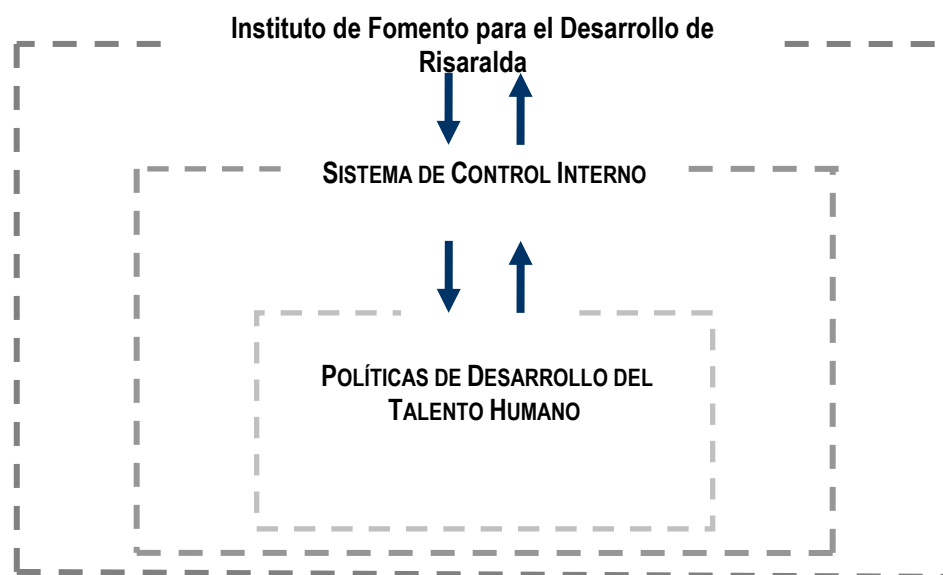 Instituto de Fomento para el Desarrollo de
Risaralda
SISTEMA DE CONTROL INTERNO
POLÍTICAS DE DESARROLLO DEL
TALENTO HUMANO